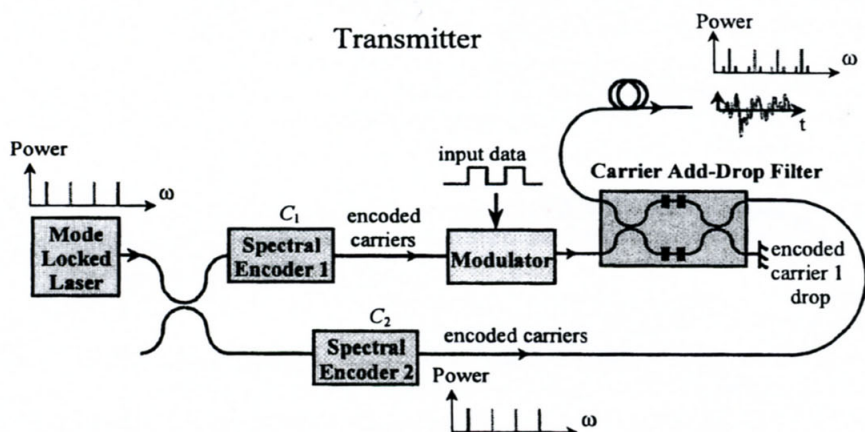 Transmitter
Power
ω
t
Power
ω
input data
Carrier Add-Drop Filter
C1
encoded
carriers
Mode
Locked
Laser
Spectral
Encoder 1
Modulator
encoded
carrier 1
drop
C2
encoded carriers
Spectral
Encoder 2
Power
ω